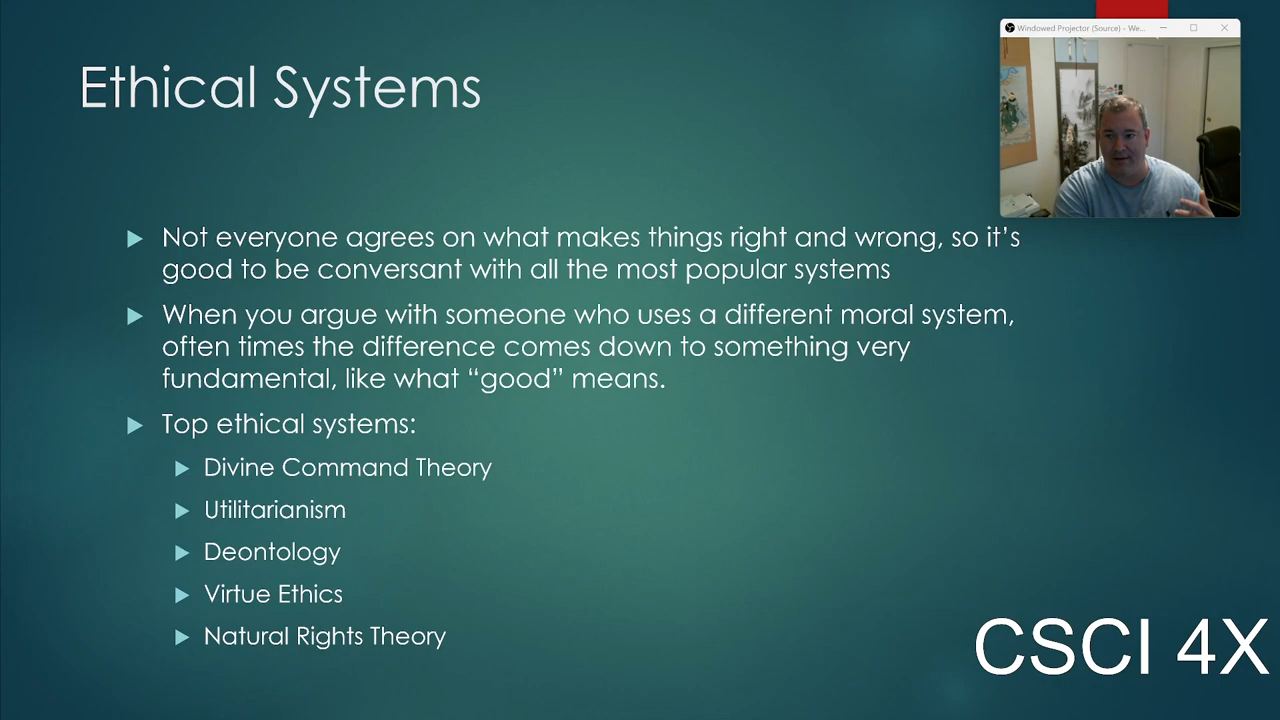 Windowed Projector (Source) - We...
Ethical Systems
Not everyone agrees on what makes things right and wrong, so it's
good to be conversant with all the most popular systems
When you argue with someone who uses a different moral system,
often times the difference comes down to something very
fundamental, like what “good” means.
Top ethical systems:
Divine Command Theory
Utilitarianism
Deontology
Virtue Ethics
Natural Rights Theory
CSCI 4X